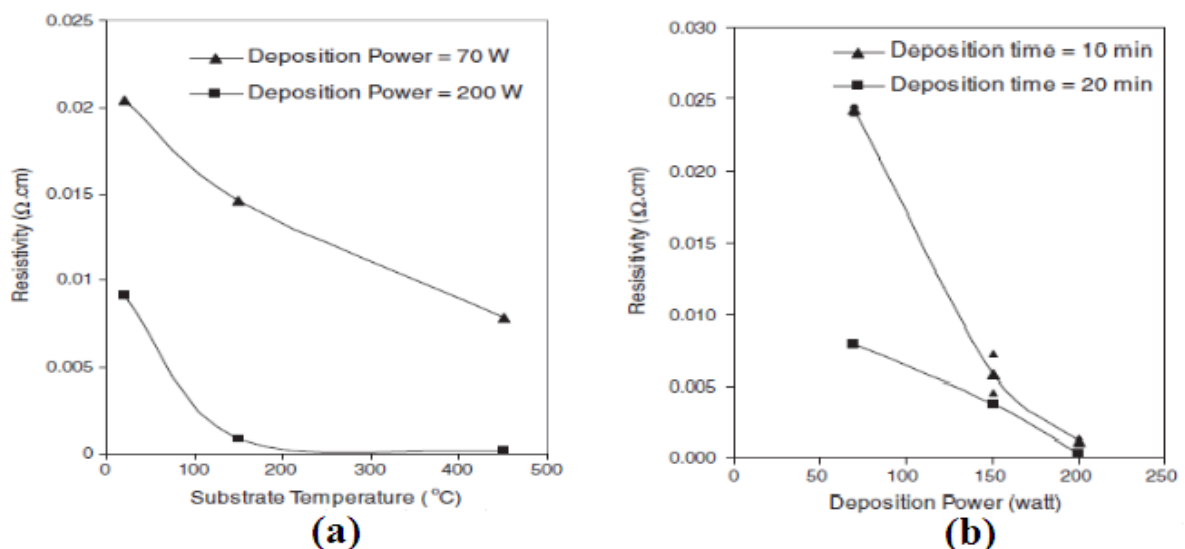 0.025
Deposition Power = 70 W
Deposition Power = 200 W
0.02
0.015
0.01
0.005
0
0 100 200 300 400 500
Resistivity (Ω.cm)
Substrate Temperature ( °C)
(a)
0.030
Deposition time = 10 min
Deposition time = 20 min
0.025
0.020
0.015
0.010
0.005
0.000
0 50 100 150 200 250
Resisitivity (Ω.cm)
Deposition Power (watt)
(b)